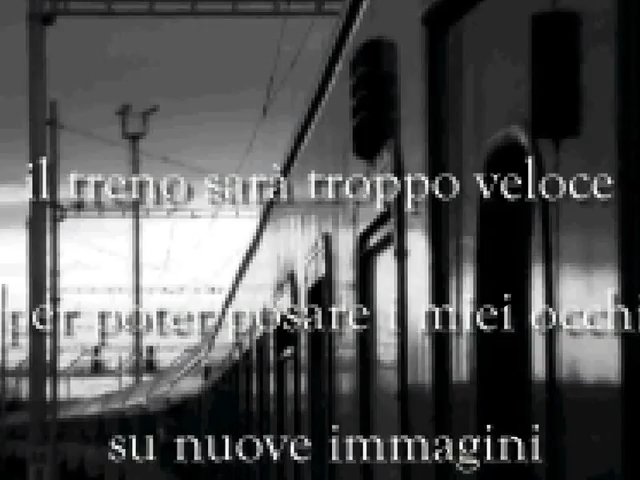 il treno sarà troppo veloce
per poter posare i miei occhi
su nuove immagini